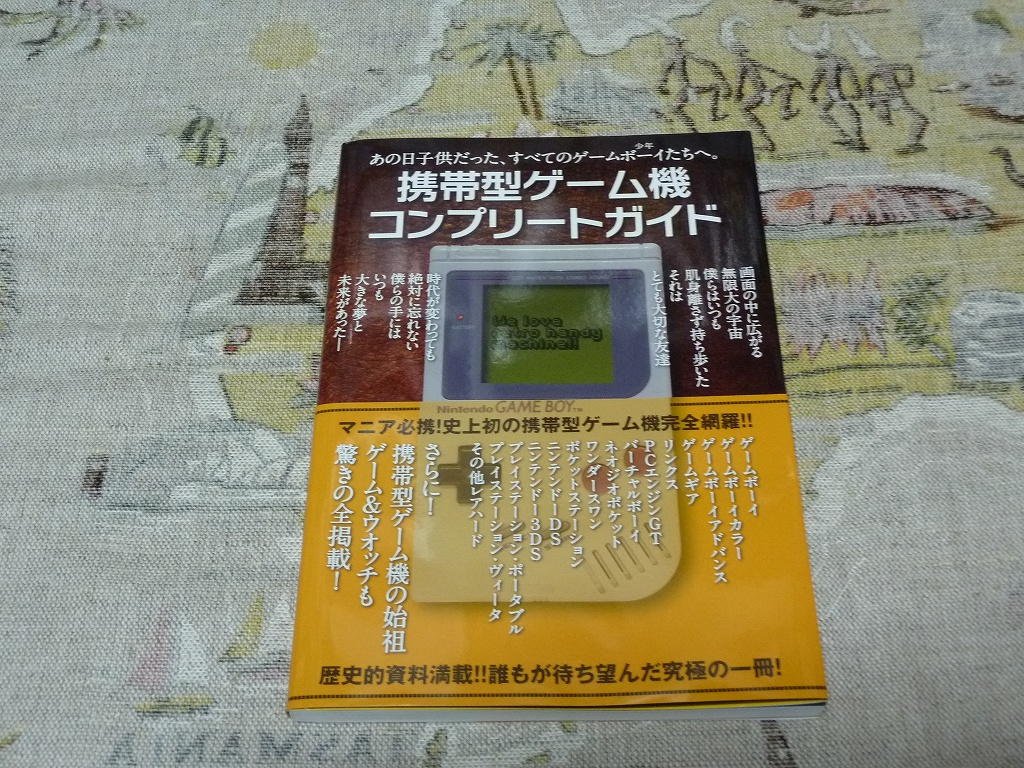 少年
あの日子供だった、すべてのゲームボーイたちへ。
携帯型ゲーム機
コンプリートガイド
画面の中に広がる
無限大の宇宙
僕らはいつも
肌身離さず持ち歩いた
それは
とても大切な友達
時代が変わっても
絶対に忘れない
僕らの手には
いつも
大きな夢と
未来があった!
We love
retro handy
machine!!
Nintendo GAME BOY™
マニア必携!史上初の携帯型ゲーム機完全網羅!!
ゲームボーイ
ゲームボーイカラー
ゲームボーイアドバンス
ゲームギア
リンクス
PCエンジンGT
バーチャルボーイ
ネオジオポケット
ワンダースワン
ポケットステーション
ニンテンドーDS
ニンテンドー3DS
プレイステーション・ポータブル
プレイステーション・ヴィータ
その他レアハード
さらに!
携帯型ゲーム機の始祖
ゲーム&ウオッチも
驚きの全掲載!
歴史的資料満載!!誰もが待ち望んだ究極の一冊!
TASMANIA